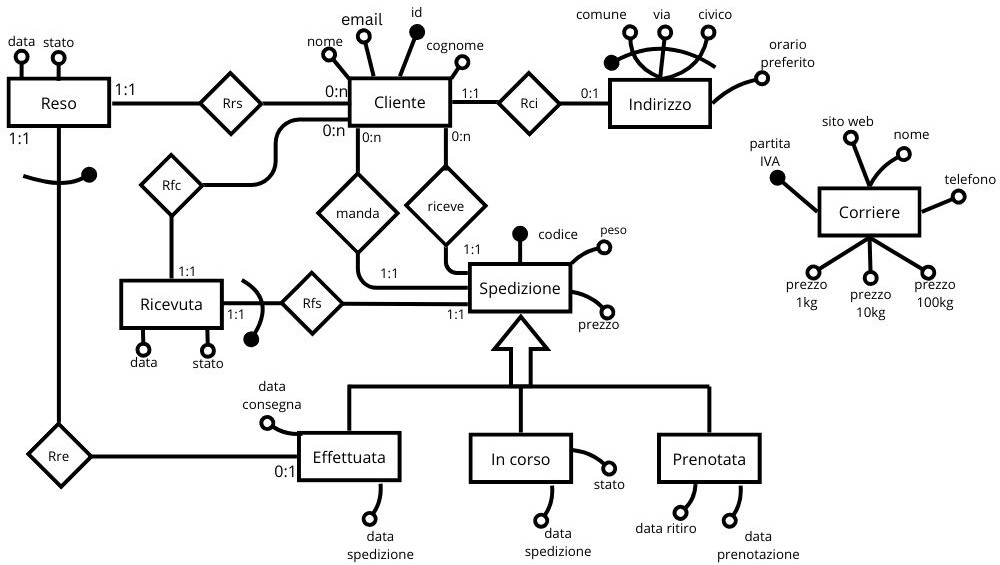 data
stato
Reso
1:1
1:1
Rrs
0:n
0:n
nome
email
id
cognome
Cliente
0:n
0:n
1:1
Rci
0:1
comune
via
civico
orario
preferito
Indirizzo
partita
IVA
sito web
nome
telefono
Corriere
prezzo
1kg
prezzo
10kg
prezzo
100kg
Rfc
manda
riceve
1:1
1:1
1:1
Ricevuta
1:1
data
stato
Rfs
1:1
codice
peso
Spedizione
prezzo
data
consegna
Rre
0:1
Effettuata
data
spedizione
In corso
stato
data
spedizione
Prenotata
data ritiro
data
prenotazione